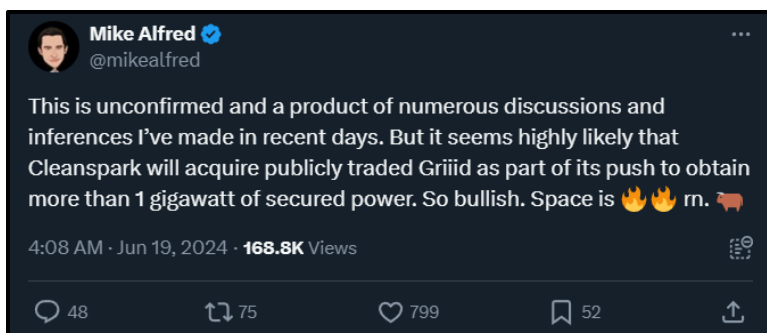 Mike Alfred
@mikealfred
This is unconfirmed and a product of numerous discussions and
inferences I've made in recent days. But it seems highly likely that
Cleanspark will acquire publicly traded Griiid as part of its push to obtain
more than 1 gigawatt of secured power. So bullish. Space is 🔥🔥 rn. 🐂
4:08 AM · Jun 19, 2024 · 168.8K Views
48 75 799 52